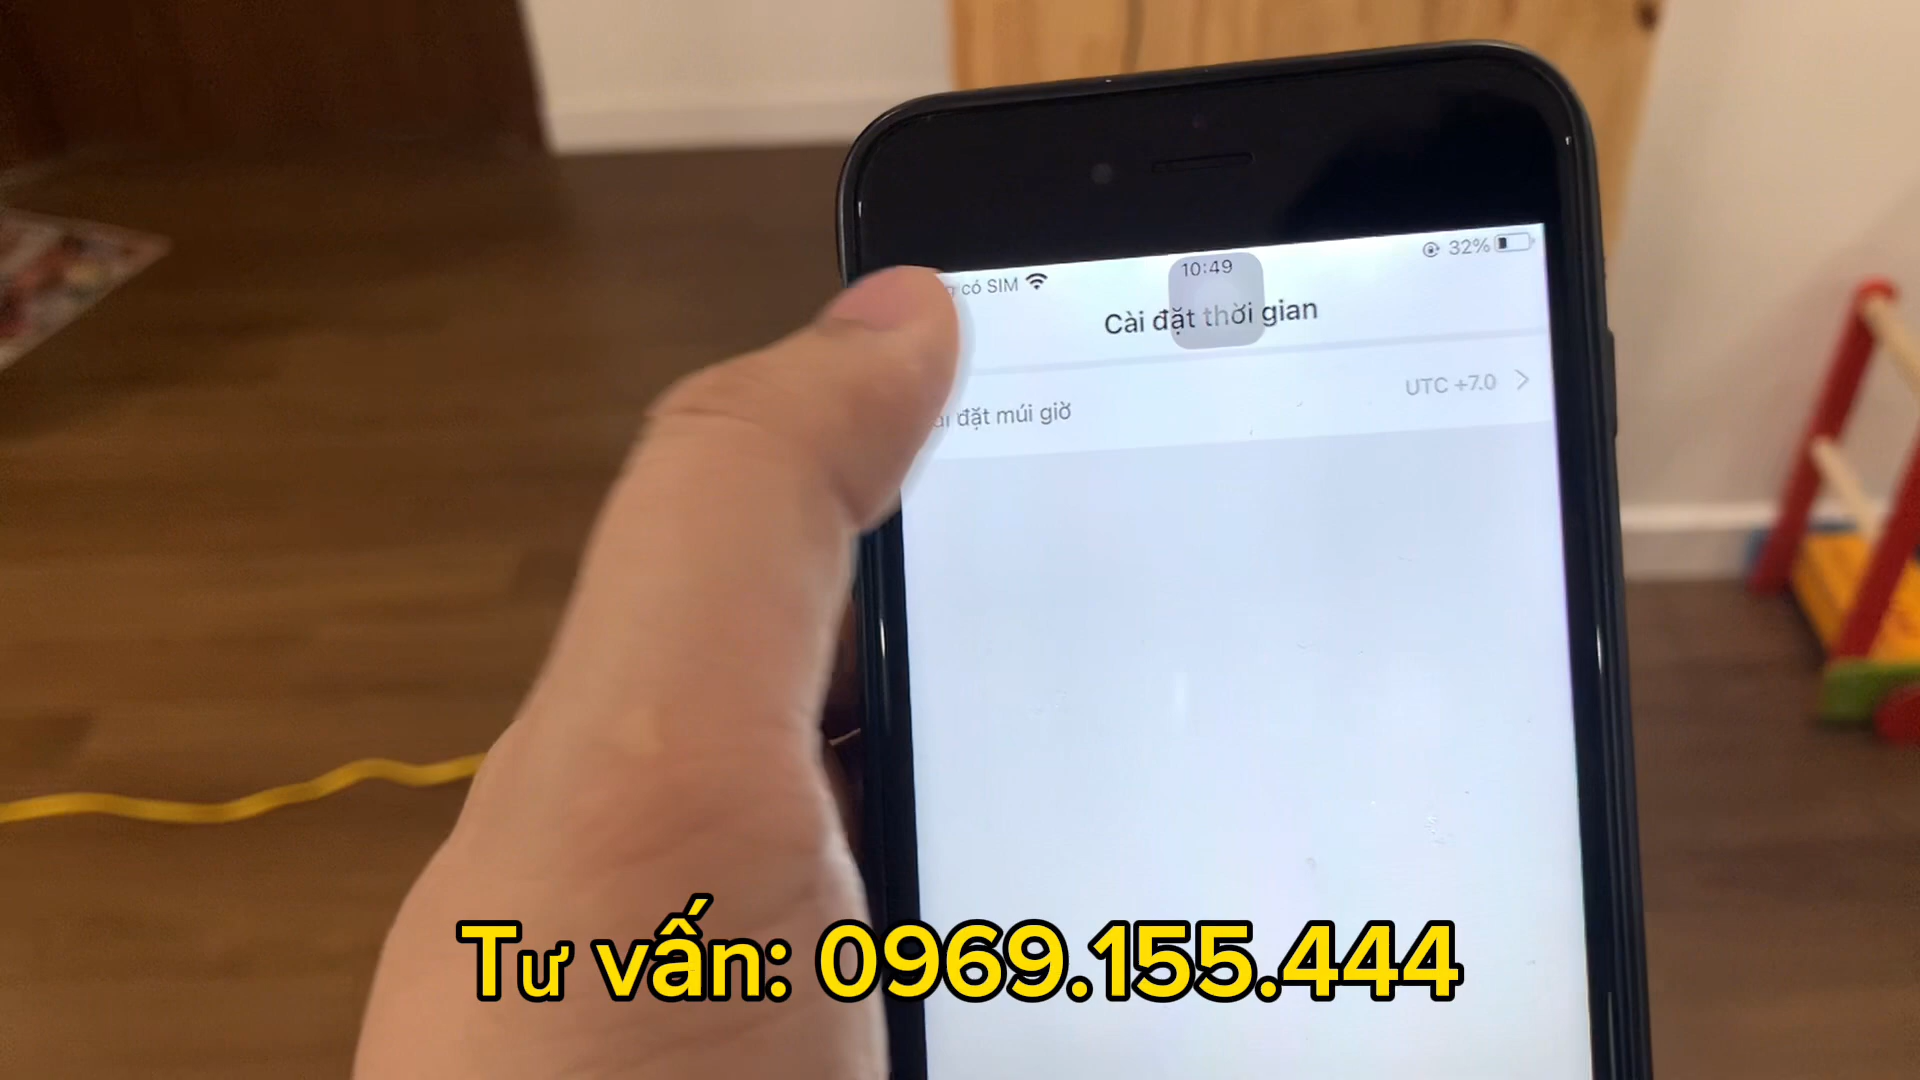 có SIM 10:49 32%
Cài đặt thời gian
đặt múi giờ UTC +7.0
Tư vấn: 0969.155.444